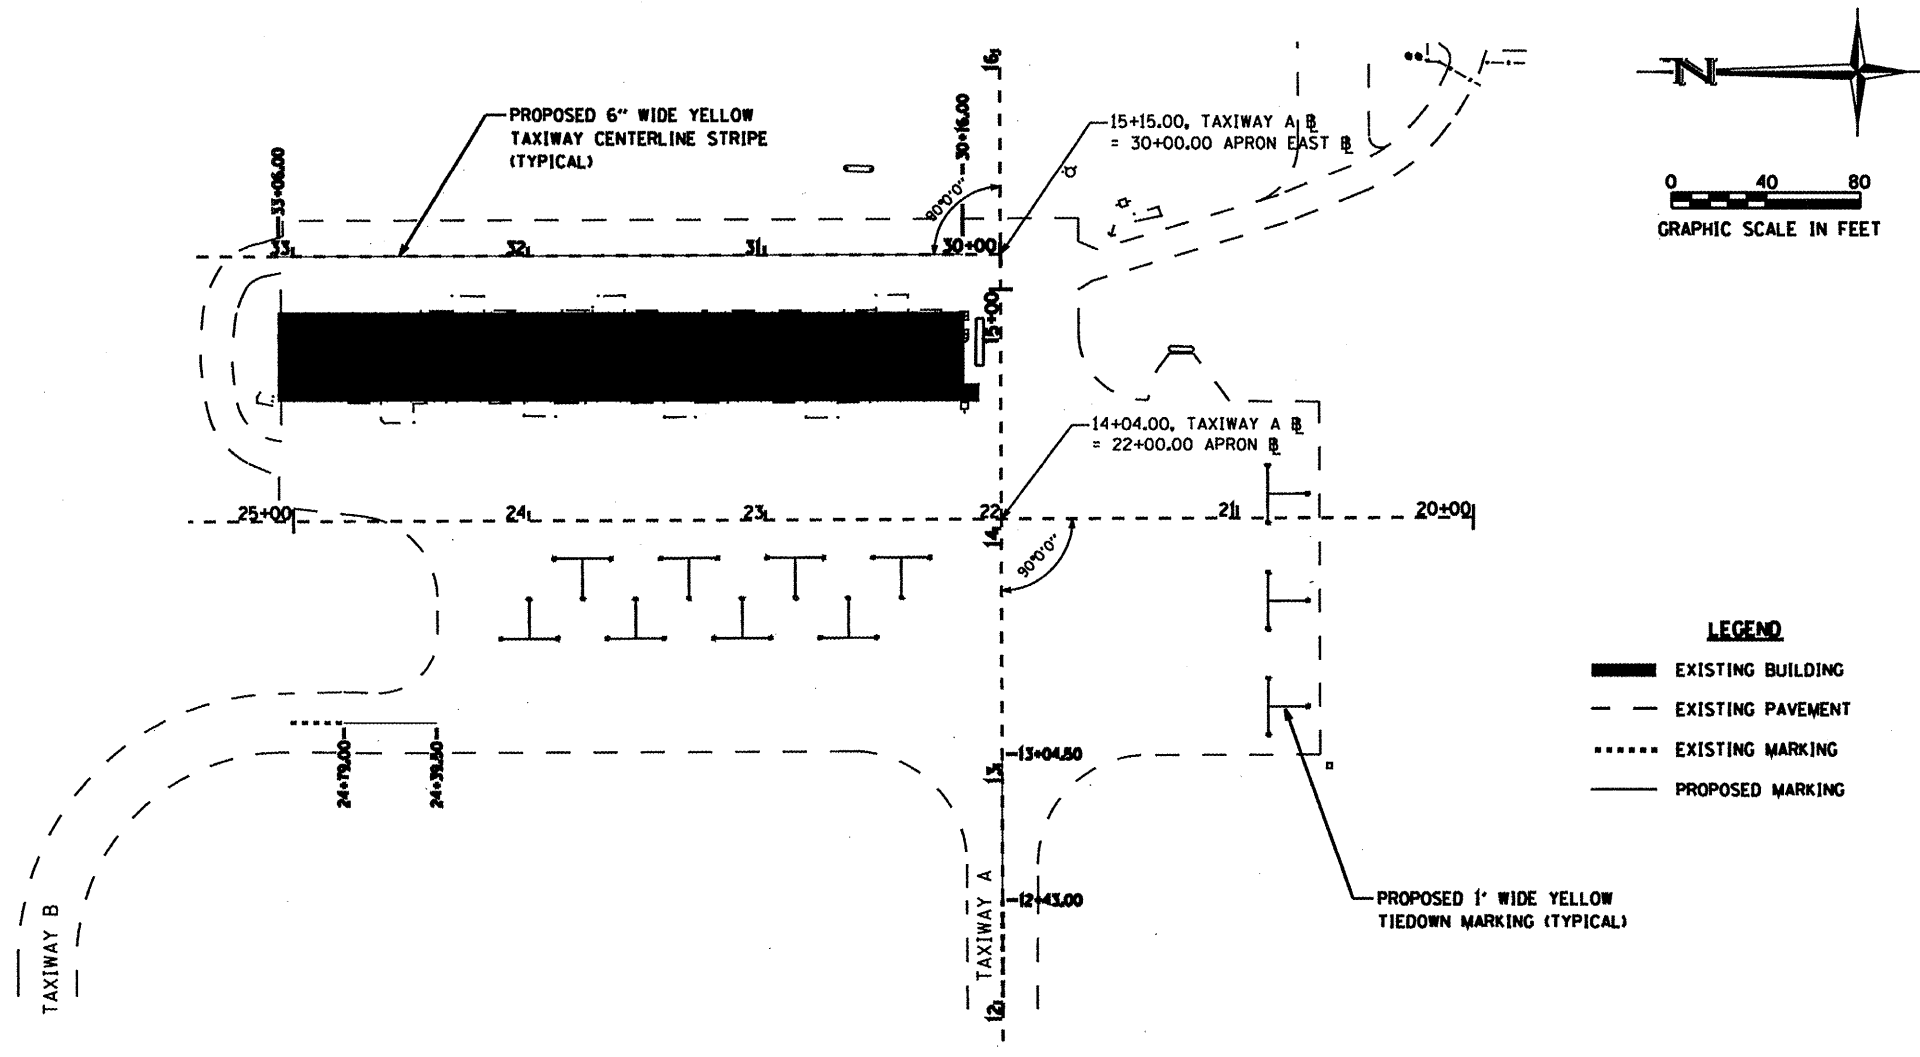 16
N
PROPOSED 6" WIDE YELLOW
TAXIWAY CENTERLINE STRIPE
(TYPICAL)
33+06.00
30+16.00
15+15.00, TAXIWAY A BL
= 30+00.00 APRON EAST BL
90°0'0"
33
32
31
30+00
0 40 80
GRAPHIC SCALE IN FEET
15+00
14+04.00, TAXIWAY A BL
= 22+00.00 APRON BL
25+00
24
23
22
21
20+00
14
90°0'0"
LEGEND
EXISTING BUILDING
EXISTING PAVEMENT
EXISTING MARKING
PROPOSED MARKING
24+79.00
24+39.50
13+04.50
13
12+43.00
12
TAXIWAY B
TAXIWAY A
PROPOSED 1' WIDE YELLOW
TIEDOWN MARKING (TYPICAL)